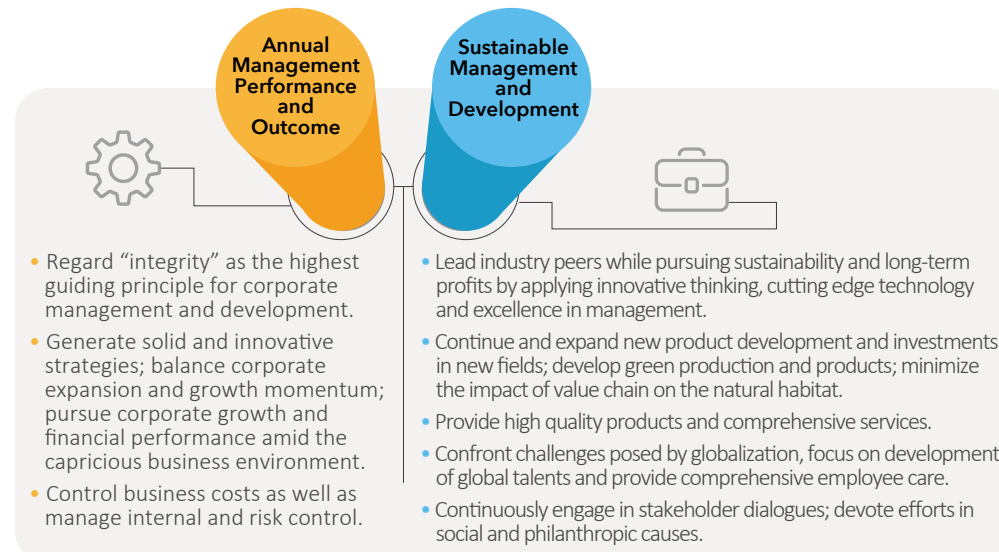 Annual
Management
Performance
and
Outcome
Sustainable
Management
and
Development
• Regard “integrity” as the highest
guiding principle for corporate
management and development.
• Generate solid and innovative
strategies; balance corporate
expansion and growth momentum;
pursue corporate growth and
financial performance amid the
capricious business environment.
• Control business costs as well as
manage internal and risk control.
• Lead industry peers while pursuing sustainability and long-term
profits by applying innovative thinking, cutting edge technology
and excellence in management.
• Continue and expand new product development and investments
in new fields; develop green production and products; minimize
the impact of value chain on the natural habitat.
• Provide high quality products and comprehensive services.
• Confront challenges posed by globalization, focus on development
of global talents and provide comprehensive employee care.
• Continuously engage in stakeholder dialogues; devote efforts in
social and philanthropic causes.